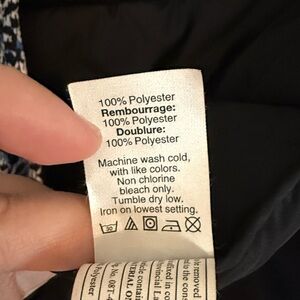 100% Polyester
Rembourrage:
100% Polyester
Doublure:
100% Polyester
Machine wash cold,
with like colors.
Non chlorine
bleach only.
Tumble dry low.
Iron on lowest setting.
Polyester